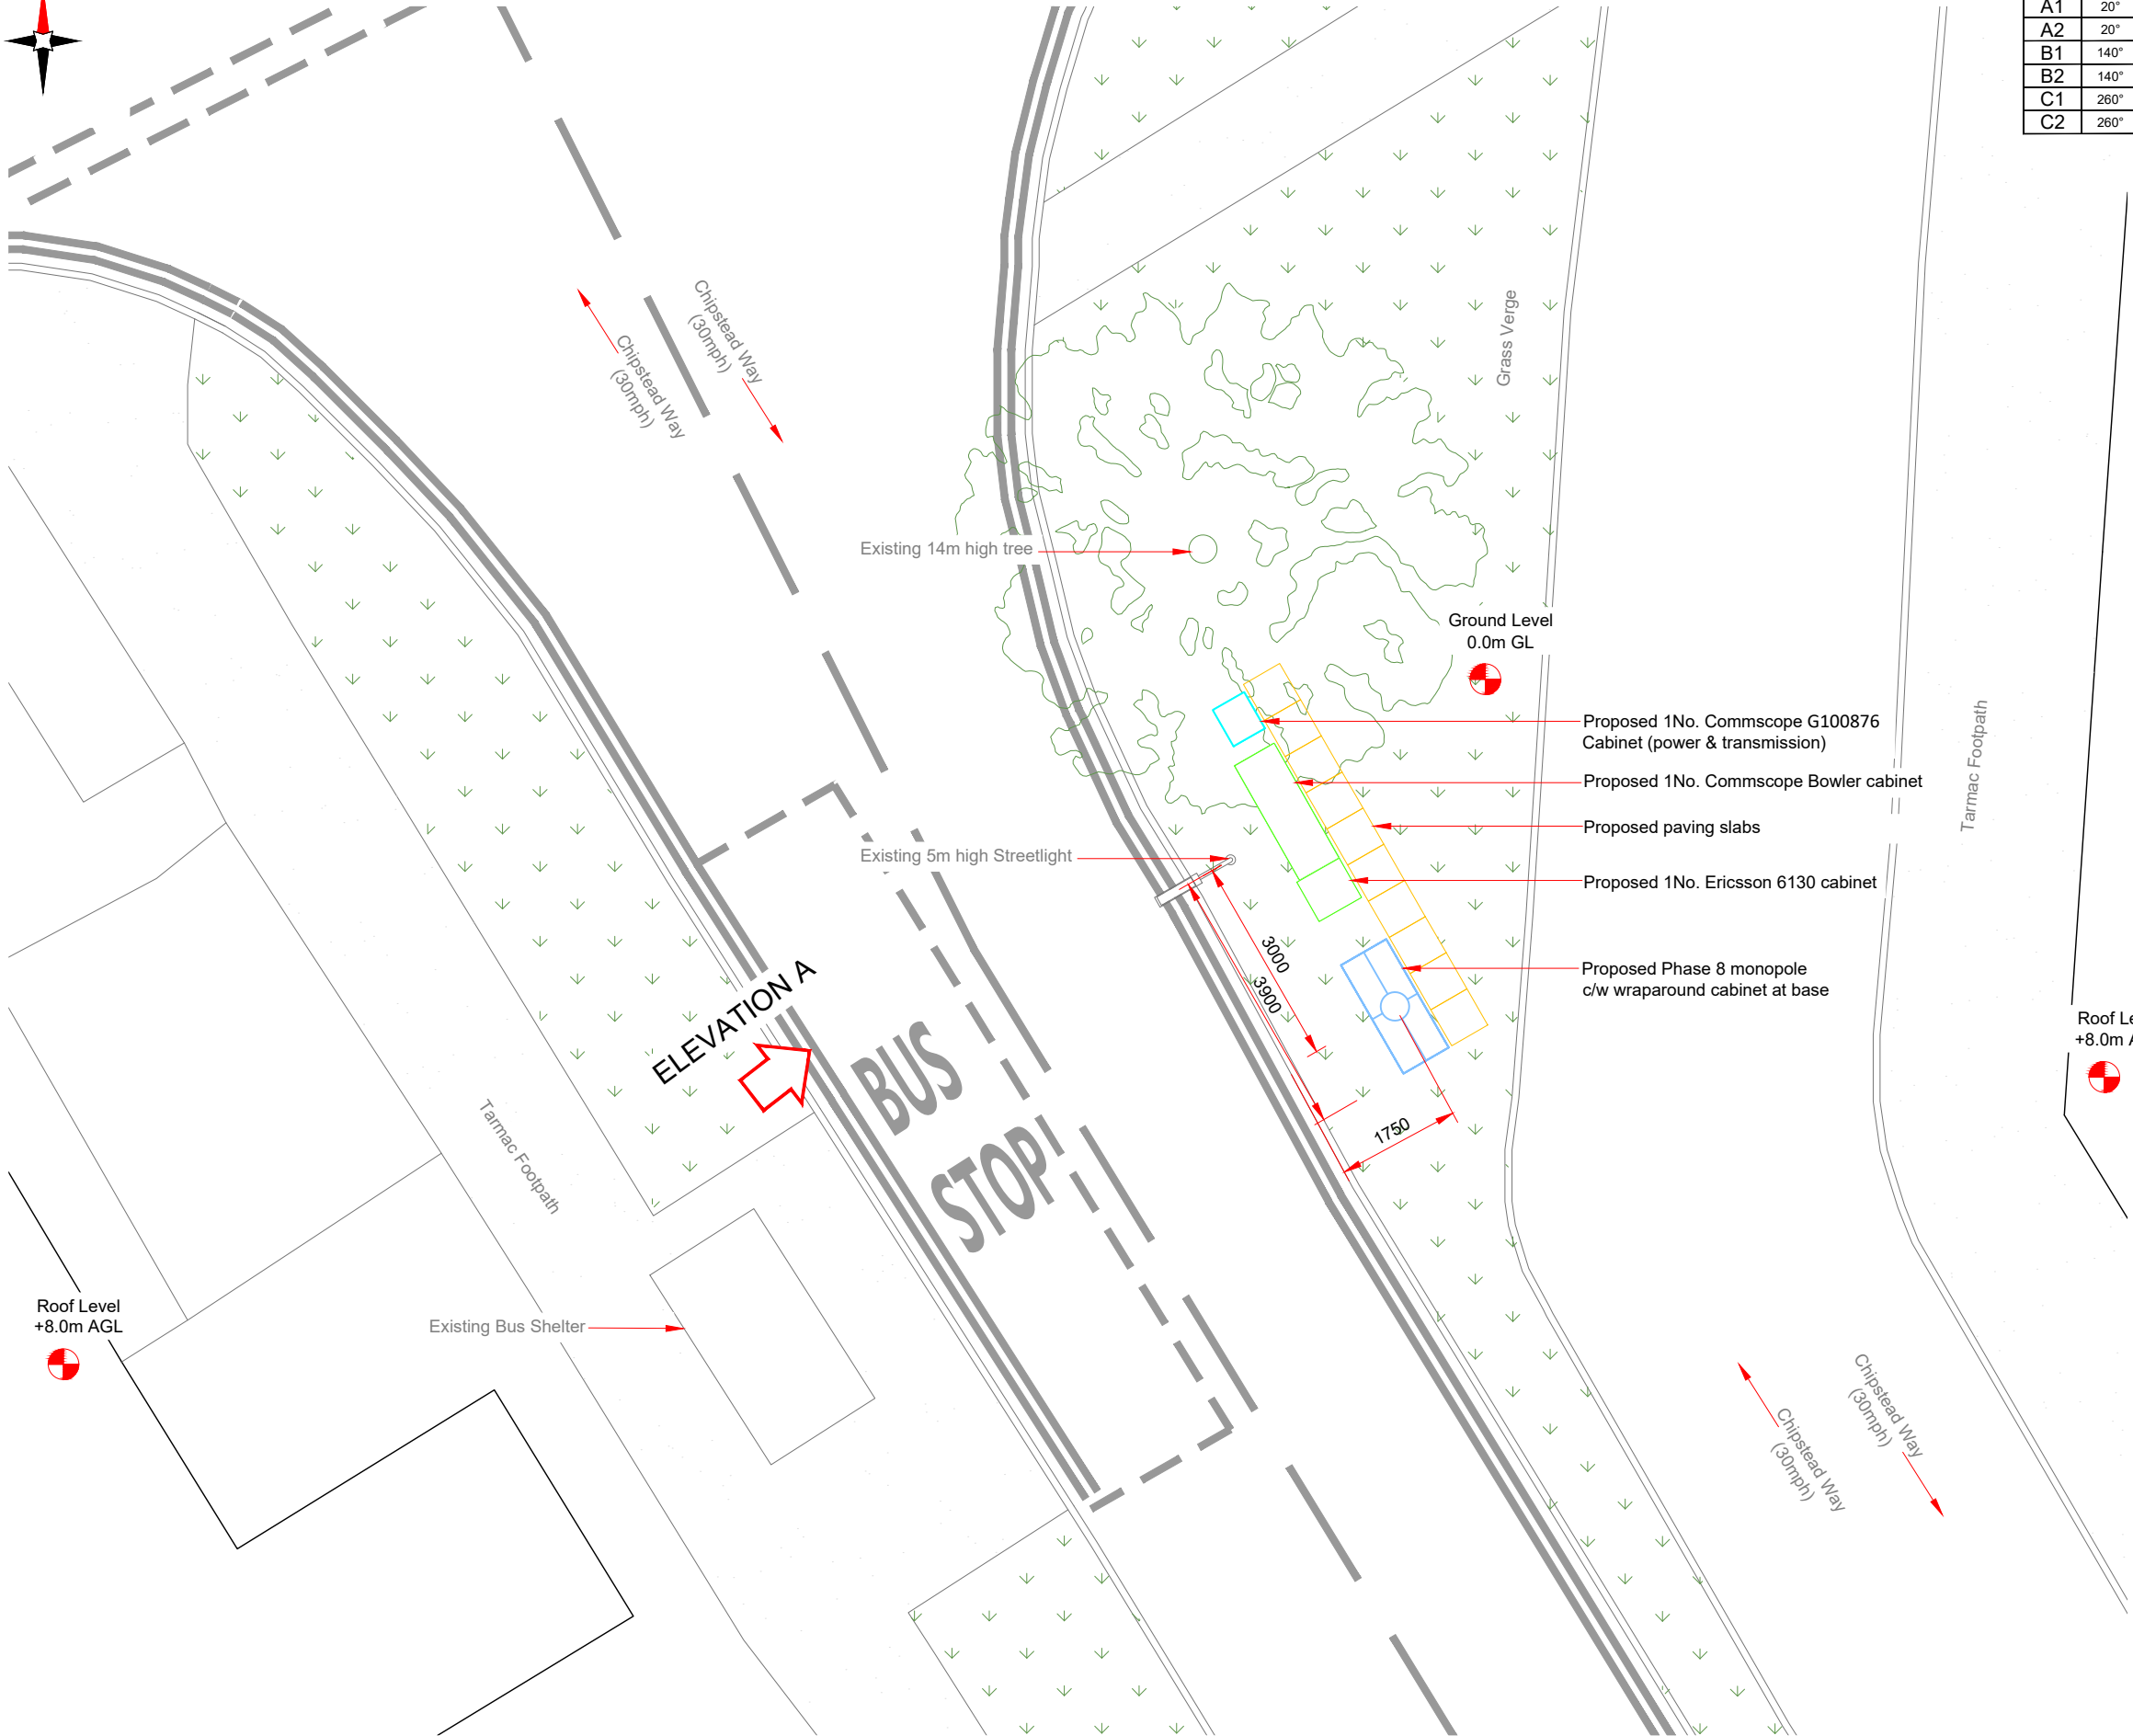 A1 20°
A2 20°
B1 140°
B2 140°
C1 260°
C2 260°
Chipstead Way
(30mph)
Chipstead Way
(30mph)
Grass Verge
Existing 14m high tree
Ground Level
0.0m GL
Proposed 1No. Commscope G100876
Cabinet (power & transmission)
Proposed 1No. Commscope Bowler cabinet
Tarmac Footpath
Proposed paving slabs
Existing 5m high Streetlight
Proposed 1No. Ericsson 6130 cabinet
3000
3900
Proposed Phase 8 monopole
c/w wraparound cabinet at base
ELEVATION A
BUS
STOP
1750
Roof Le
+8.0m A
Tarmac Footpath
Roof Level
+8.0m AGL
Existing Bus Shelter
Chipstead Way
(30mph)
Chipstead Way
(30mph)